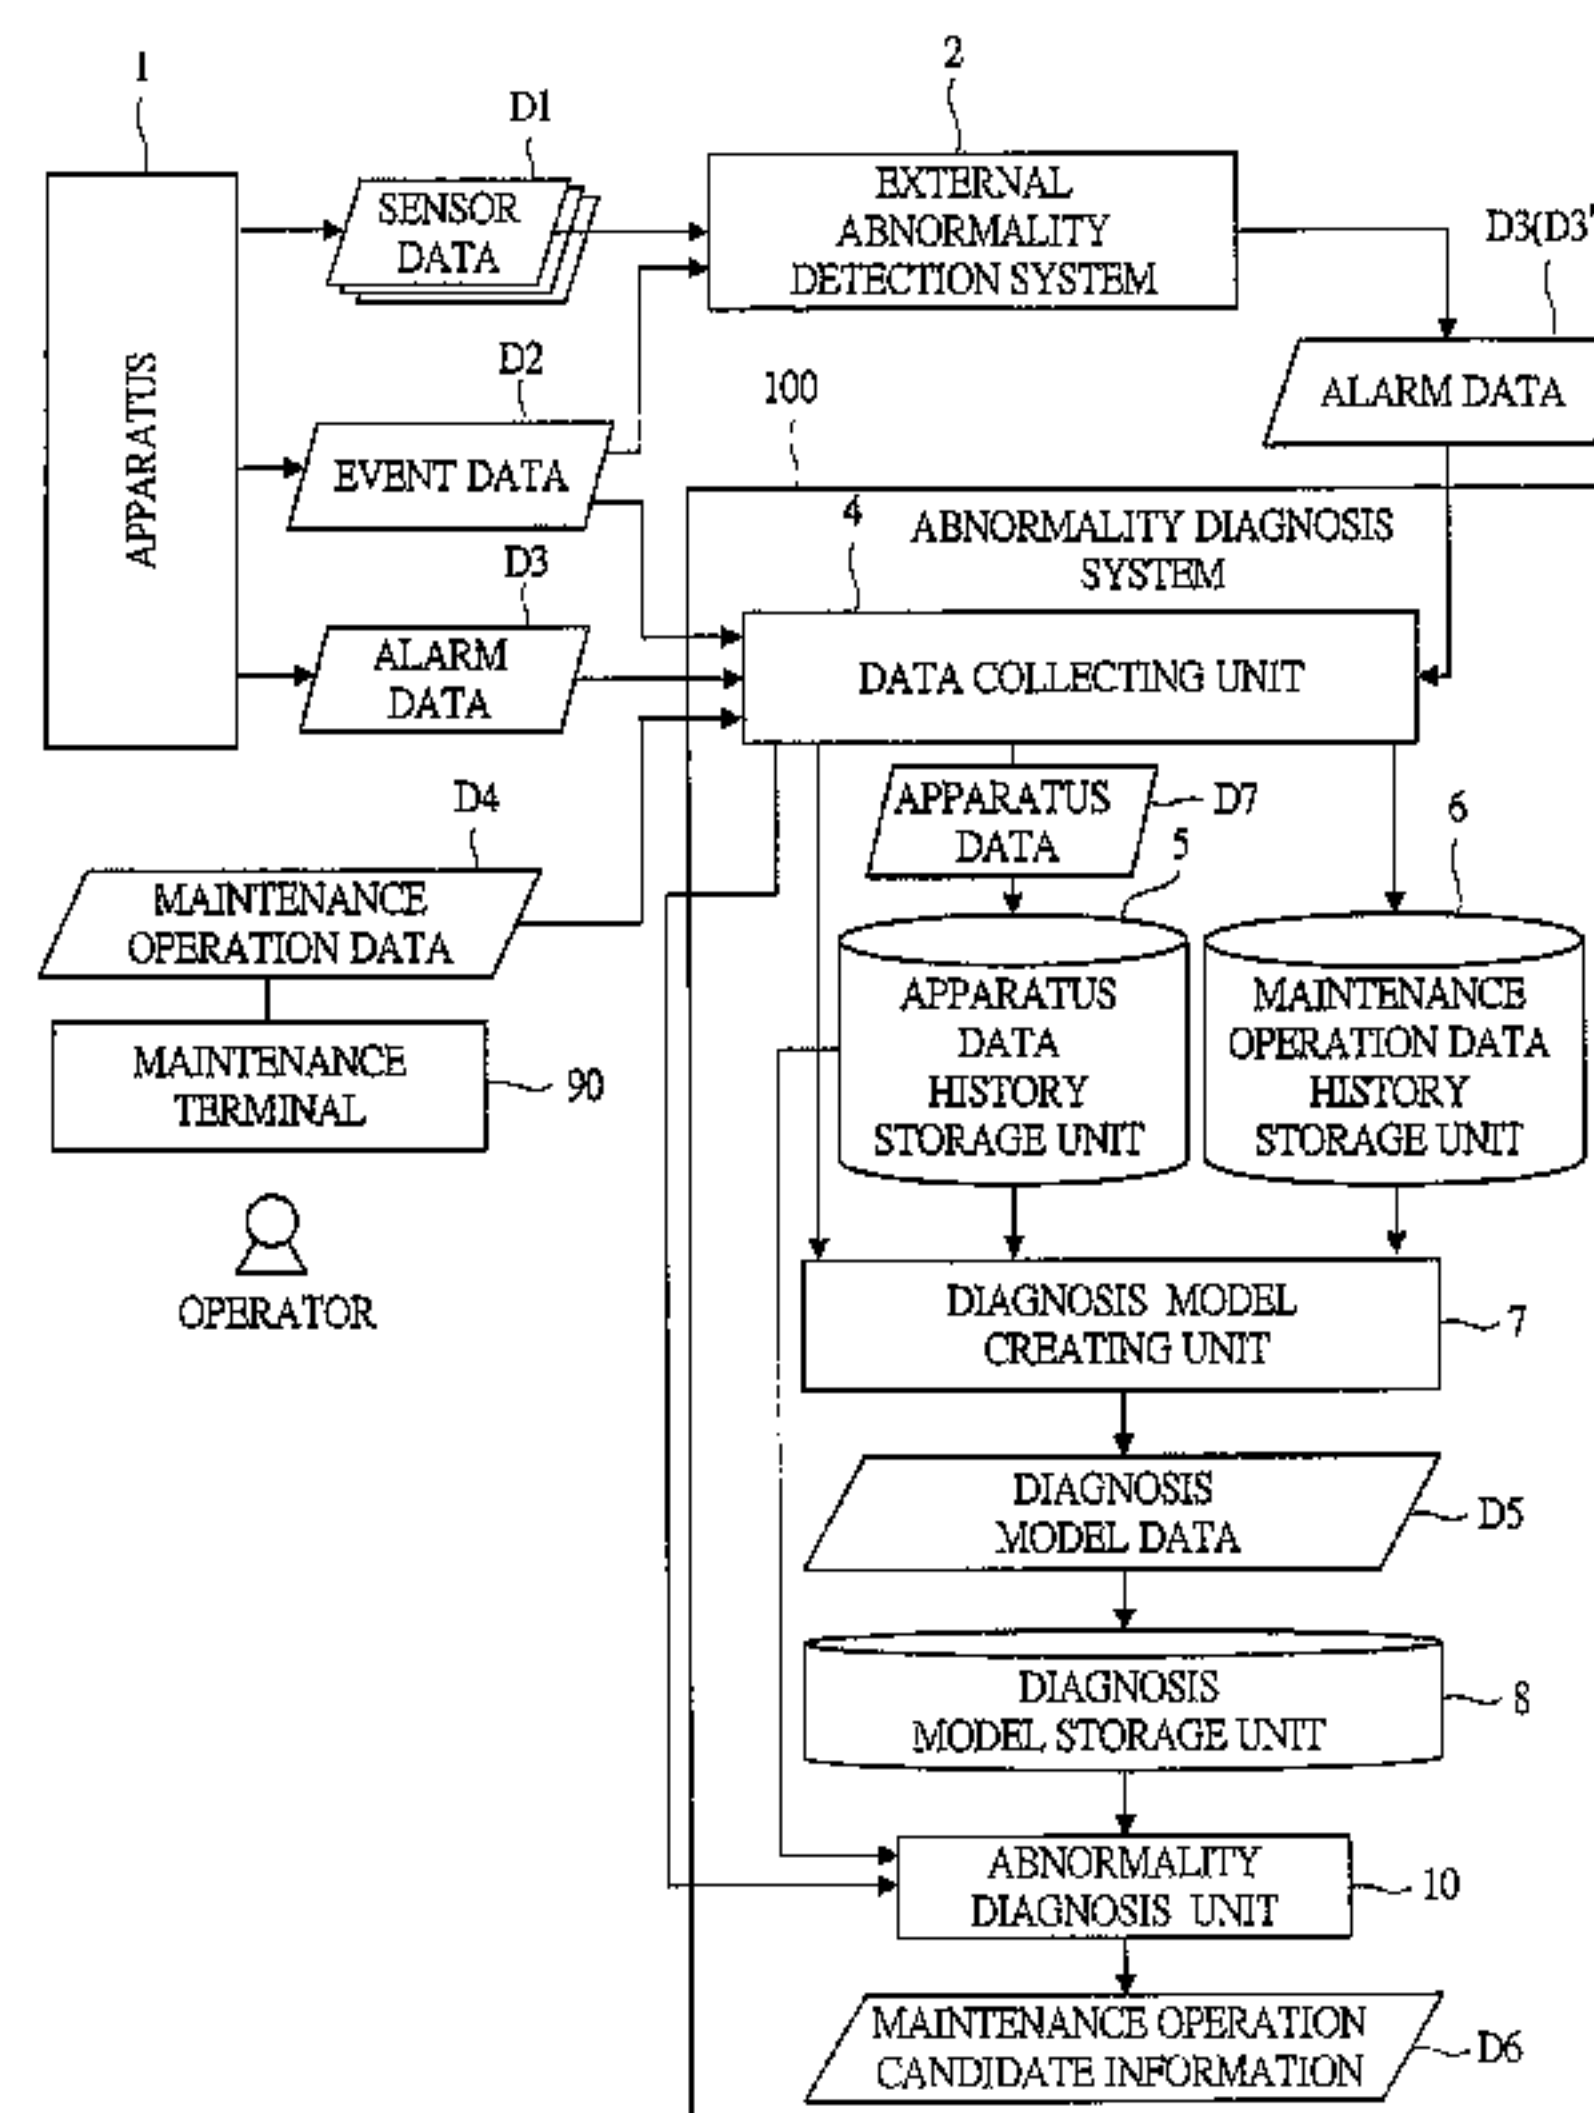 1
2
D1
SENSOR
DATA
EXTERNAL
ABNORMALITY
DETECTION SYSTEM
D3(D3'
APPARATUS
D2
EVENT DATA
100
ALARM DATA
4
ABNORMALITY DIAGNOSIS
SYSTEM
D3
ALARM
DATA
DATA COLLECTING UNIT
D4
MAINTENANCE
OPERATION DATA
APPARATUS
DATA
D7
5
6
MAINTENANCE
TERMINAL
90
APPARATUS
DATA
HISTORY
STORAGE UNIT
MAINTENANCE
OPERATION DATA
HISTORY
STORAGE UNIT
OPERATOR
DIAGNOSIS MODEL
CREATING UNIT
7
DIAGNOSIS
MODEL DATA
D5
DIAGNOSIS
MODEL STORAGE UNIT
8
ABNORMALITY
DIAGNOSIS UNIT
10
MAINTENANCE OPERATION
CANDIDATE INFORMATION
D6